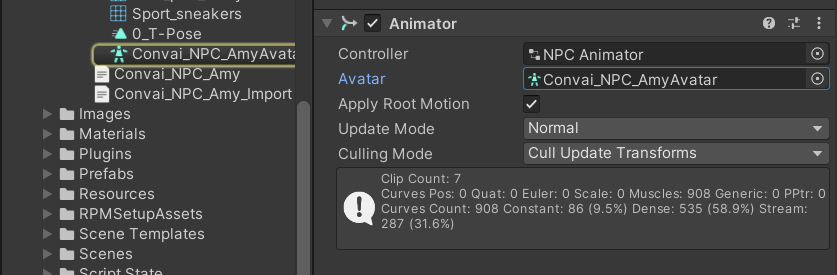 Sport_sneakers
0_T-Pose
Convai_NPC_AmyAvata
Convai_NPC_Amy
Convai_NPC_Amy_Import
Images
Materials
Plugins
Prefabs
Resources
RPMSetupAssets
Scene Templates
Scenes
Script State
Animator
Controller
NPC Animator
Avatar
Convai_NPC_AmyAvatar
Apply Root Motion
Update Mode
Normal
Culling Mode
Cull Update Transforms
Clip Count: 7
Curves Pos: 0 Quat: 0 Euler: 0 Scale: 0 Muscles: 908 Generic: 0 PPtr: 0
Curves Count: 908 Constant: 86 (9.5%) Dense: 535 (58.9%) Stream:
287 (31.6%)